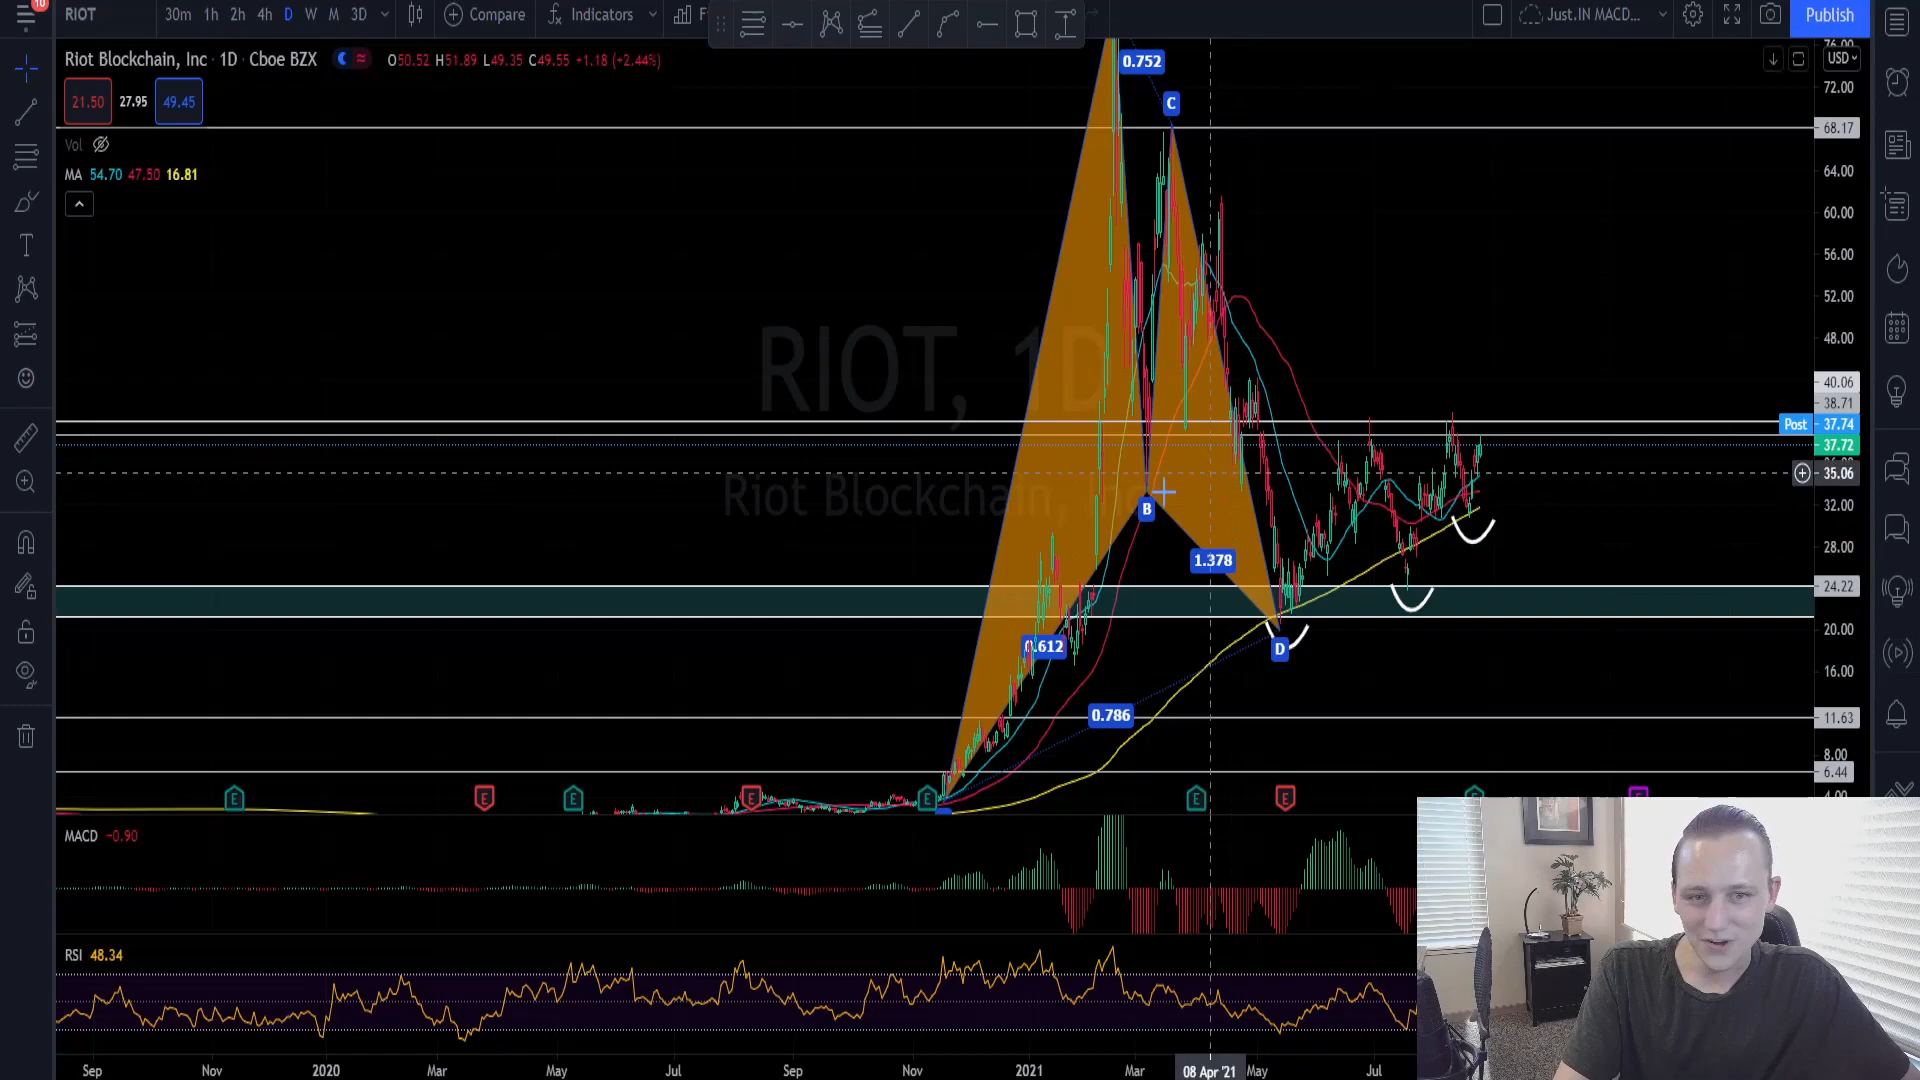 10
RIOT 30m 1h 2h 4h D W M 3D Compare Indicators F Just.IN MACD... Publish
Riot Blockchain, Inc · 1D · Cboe BZX O50.52 H51.89 L49.35 C49.55 +1.18 (+2.44%)
21.50 27.95 49.45
Vol
MA 54.70 47.50 16.81
RIOT, 1D
Riot Blockchain, Inc
0.752
C
B
1.378
0.612
D
0.786
E E E E E E E
76.00
USD
72.00
68.17
64.00
60.00
56.00
52.00
48.00
40.06
38.71
Post 37.74
37.72
35.06
32.00
28.00
24.22
20.00
16.00
11.63
8.00
6.44
4.00
MACD −0.90
RSI 48.34
Sep Nov 2020 Mar May Jul Sep Nov 2021 Mar 08 Apr '21 May Jul